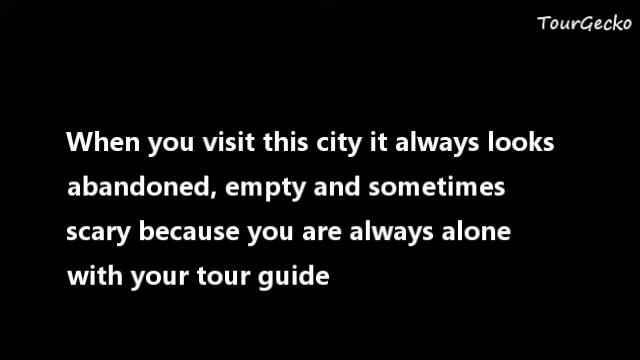 TourGecko
When you visit this city it always looks
abandoned, empty and sometimes
scary because you are always alone
with your tour guide